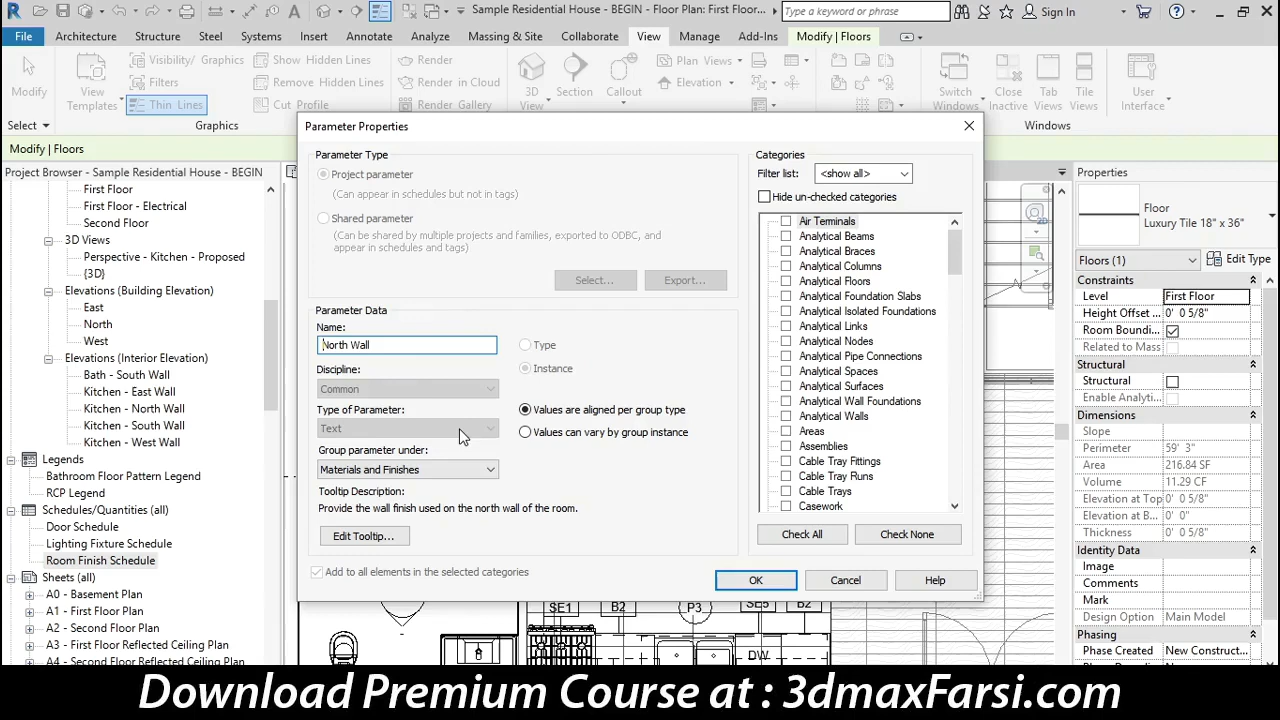 Sample Residential House - BEGIN - Floor Plan: First Floor...
Type a keyword or phrase
Sign In
File
Architecture
Structure
Steel
Systems
Insert
Annotate
Analyze
Massing & Site
Collaborate
View
Manage
Add-Ins
Modify | Floors
Modify
View
Templates
Visibility/ Graphics
Filters
Thin Lines
Show Hidden Lines
Remove Hidden Lines
Cut Profile
Render
Render in Cloud
Render Gallery
3D
View
Section
Callout
Plan Views
Elevation
Switch
Windows
Close
Inactive
Tab
Views
Tile
Views
User
Interface
Select
Graphics
Windows
Modify | Floors
Project Browser - Sample Residential House - BEGIN
First Floor
First Floor - Electrical
Second Floor
3D Views
Perspective - Kitchen - Proposed
{3D}
Elevations (Building Elevation)
East
North
West
Elevations (Interior Elevation)
Bath - South Wall
Kitchen - East Wall
Kitchen - North Wall
Kitchen - South Wall
Kitchen - West Wall
Legends
Bathroom Floor Pattern Legend
RCP Legend
Schedules/Quantities (all)
Door Schedule
Lighting Fixture Schedule
Room Finish Schedule
Sheets (all)
A0 - Basement Plan
A1 - First Floor Plan
A2 - Second Floor Plan
A3 - First Floor Reflected Ceiling Plan
A4 - Second Floor Reflected Ceiling Plan
Parameter Properties
Parameter Type
Project parameter
(Can appear in schedules but not in tags)
Shared parameter
(Can be shared by multiple projects and families, exported to ODBC, and
appear in schedules and tags)
Select...
Export...
Parameter Data
Name:
North Wall
Type
Discipline:
Instance
Common
Type of Parameter:
Values are aligned per group type
Text
Values can vary by group instance
Group parameter under:
Materials and Finishes
Tooltip Description:
Provide the wall finish used on the north wall of the room.
Edit Tooltip...
Add to all elements in the selected categories
Categories
Filter list:
<show all>
Hide un-checked categories
Air Terminals
Analytical Beams
Analytical Braces
Analytical Columns
Analytical Floors
Analytical Foundation Slabs
Analytical Isolated Foundations
Analytical Links
Analytical Nodes
Analytical Pipe Connections
Analytical Spaces
Analytical Surfaces
Analytical Wall Foundations
Analytical Walls
Areas
Assemblies
Cable Tray Fittings
Cable Tray Runs
Cable Trays
Casework
Check All
Check None
OK
Cancel
Help
SE1
B2
P3
SE5
B2
DW
2D
Properties
Floor
Luxury Tile 18" x 36"
Floors (1)
Edit Type
Constraints
Level First Floor
Height Offset ... 0' 0 5/8"
Room Boundi...
Related to Mass
Structural
Structural
Enable Analyti...
Dimensions
Slope
Perimeter 59' 3"
Area 216.84 SF
Volume 11.29 CF
Elevation at Top 0' 0 5/8"
Elevation at B... 0' 0"
Thickness 0' 0 5/8"
Identity Data
Image
Comments
Mark
Design Option Main Model
Phasing
Phase Created New Construc...
Download Premium Course at : 3dmaxFarsi.com